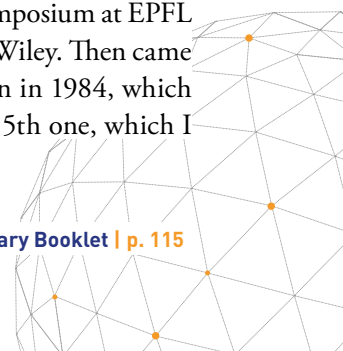 mposium at EPFL
Wiley. Then came
n in 1984, which
5th one, which I
ary Booklet | p. 115